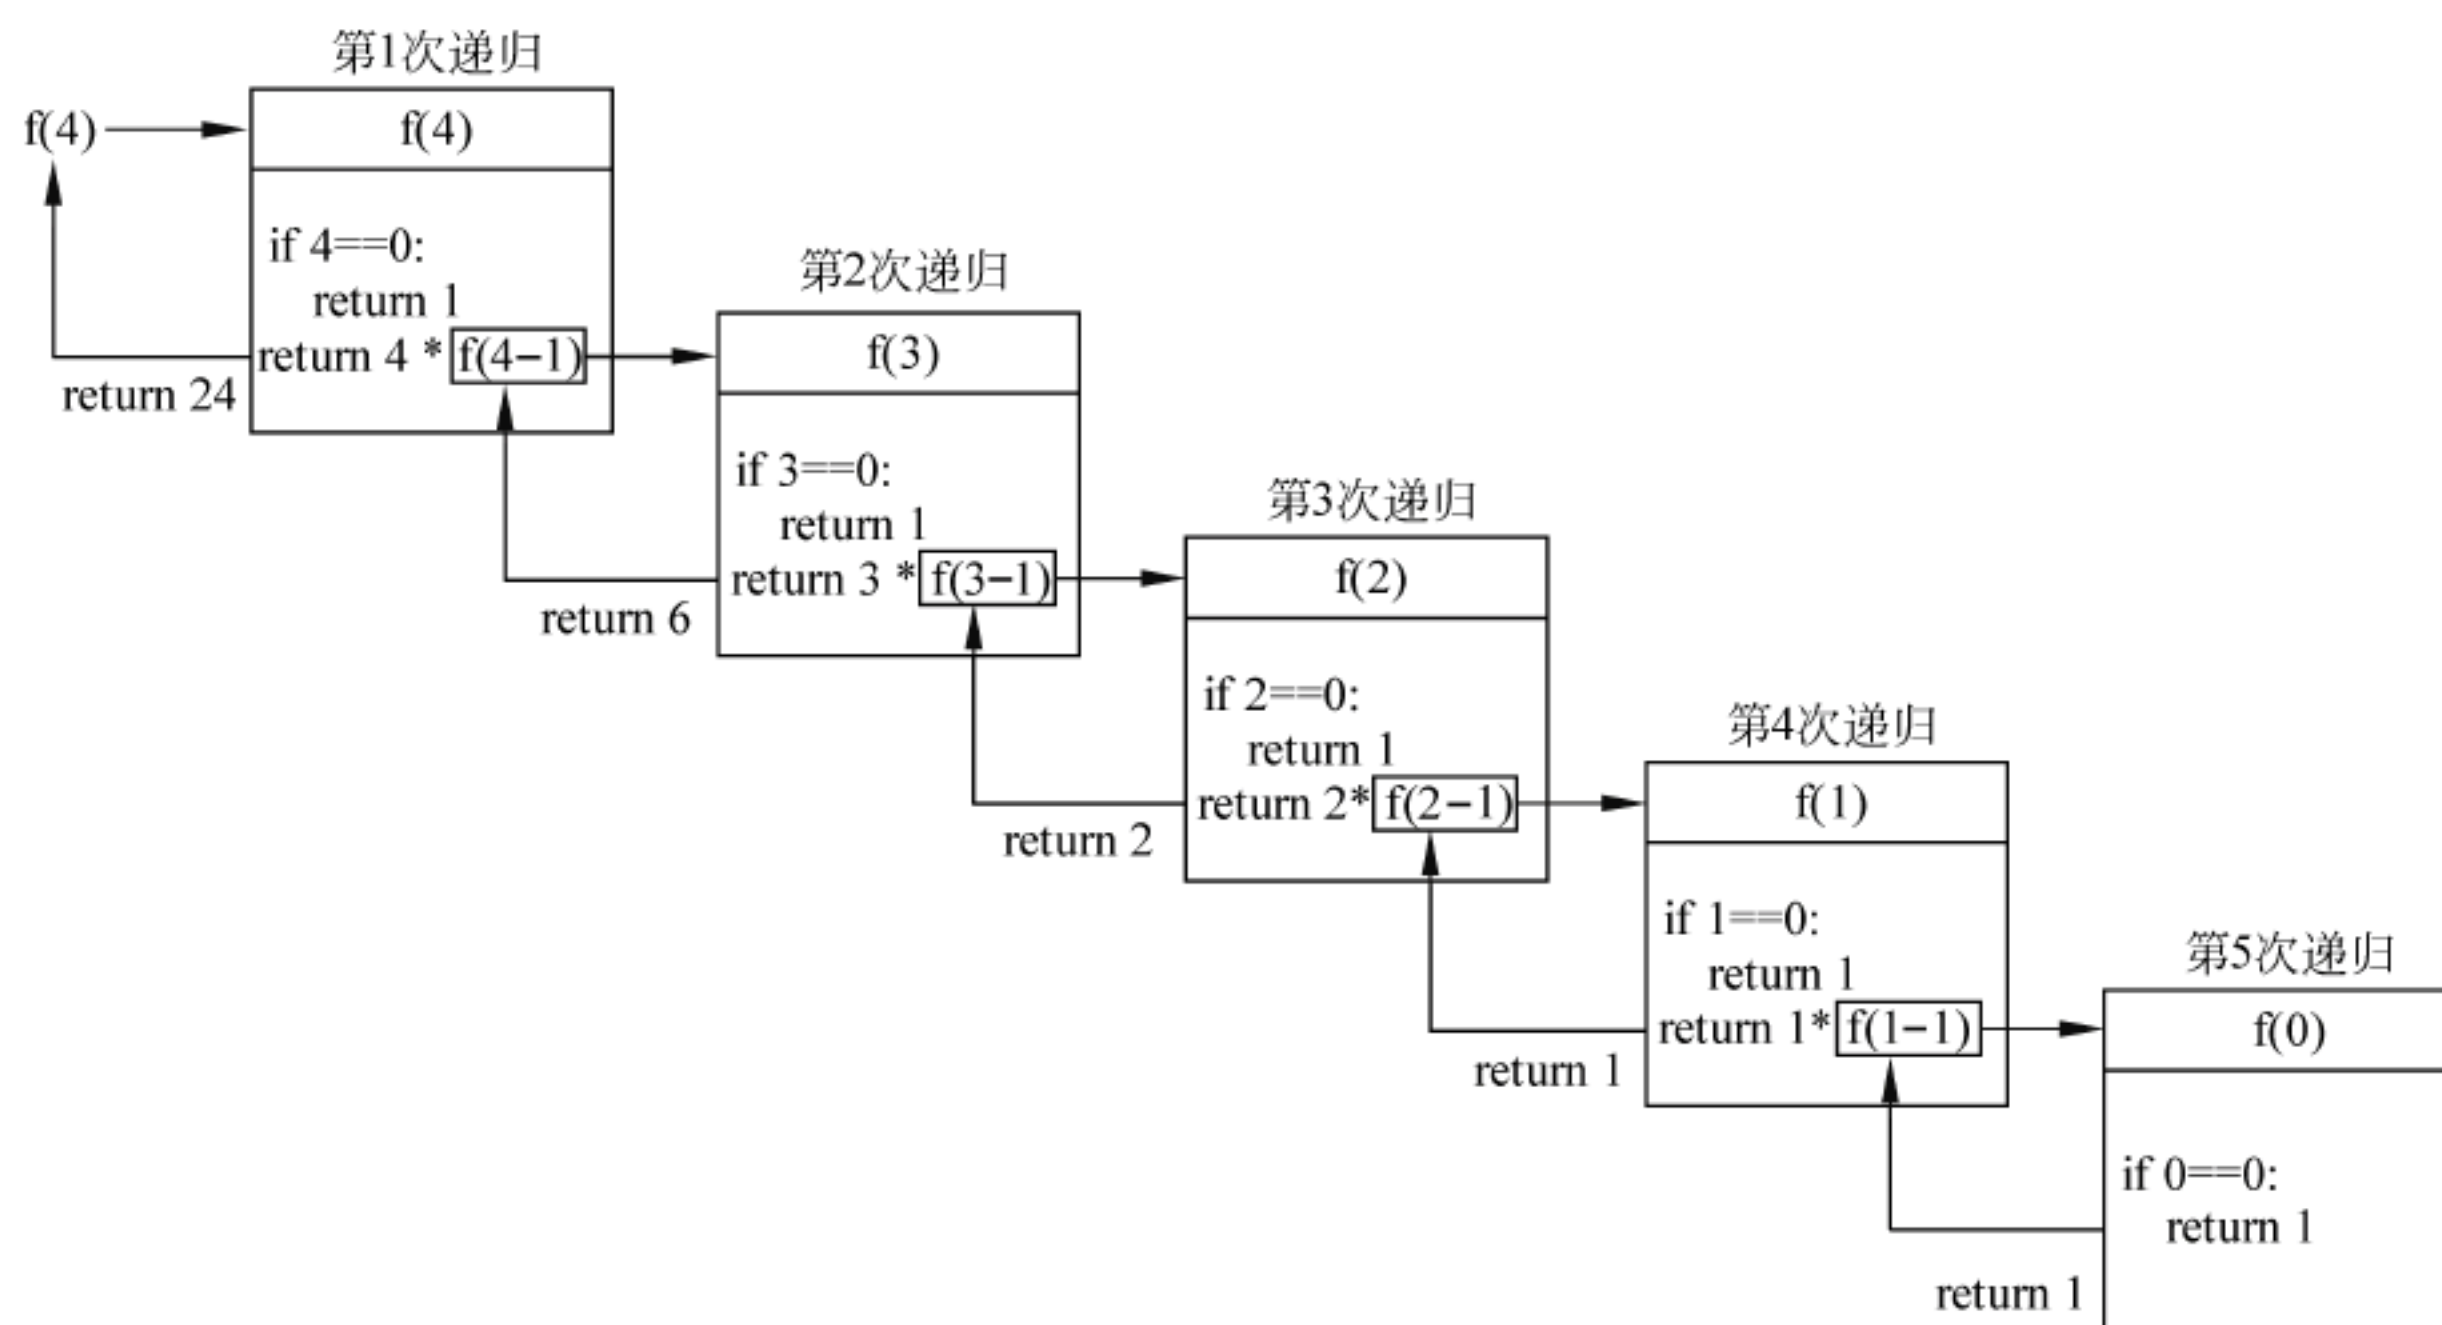 第1次递归
f(4)
f(4)
if 4==0:
return 1
return 4 * f(4−1)
return 24
第2次递归
f(3)
if 3==0:
return 1
return 3 * f(3−1)
return 6
第3次递归
f(2)
if 2==0:
return 1
return 2* f(2−1)
return 2
第4次递归
f(1)
if 1==0:
return 1
return 1* f(1−1)
return 1
第5次递归
f(0)
if 0==0:
return 1
return 1